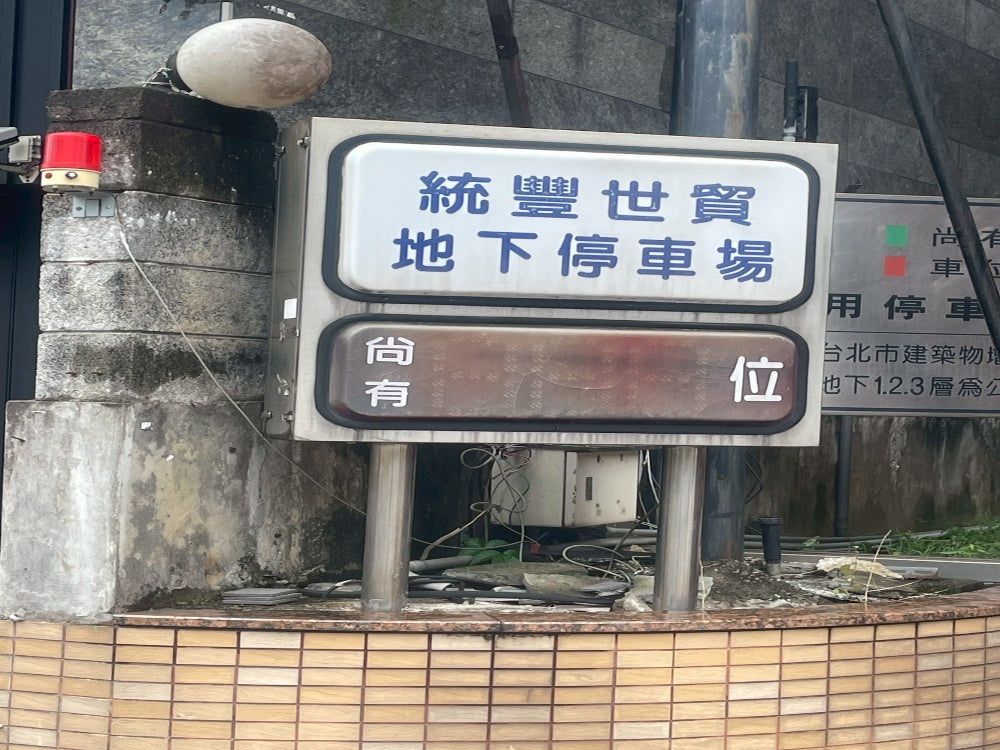 統豐世貿
地下停車場
尚有 位
尚有
車位
用停車
台北市建築物地
地下1.2.3層為公